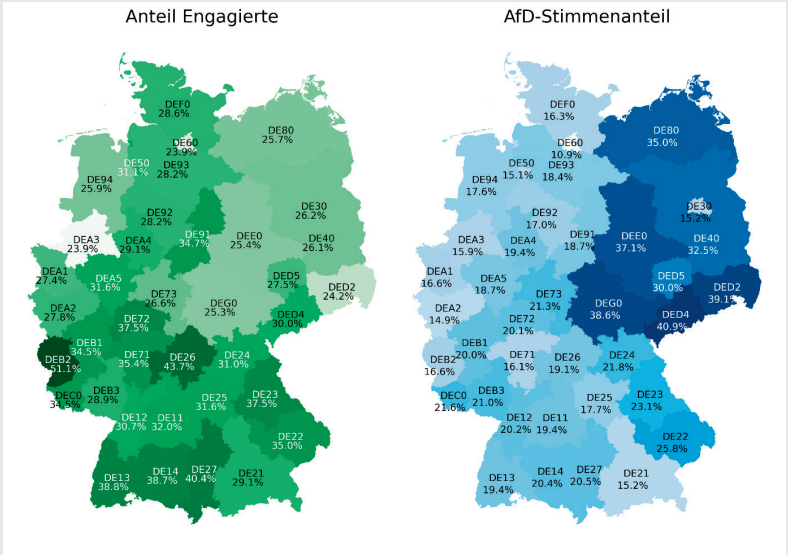 Anteil Engagierte
DEF0
28.6%
DE80
25.7%
DE60
23.9%
DE50
31.1%
DE93
28.2%
DE94
25.9%
DE30
26.2%
DE92
28.2%
DE91
34.7%
DEE0
25.4%
DE40
26.1%
DEA3
23.9%
DEA4
29.1%
DEA1
27.4%
DEA5
31.6%
DED5
27.5%
DED2
24.2%
DE73
26.6%
DEG0
25.3%
DEA2
27.8%
DE72
37.5%
DED4
30.0%
DEB1
34.5%
DEB2
51.1%
DE71
35.4%
DE26
43.7%
DE24
31.0%
DEC0
34.5%
DEB3
28.9%
DE25
31.6%
DE23
37.5%
DE12
30.7%
DE11
32.0%
DE22
35.0%
DE13
38.8%
DE14
38.7%
DE27
40.4%
DE21
29.1%
AfD-Stimmenanteil
DEF0
16.3%
DE80
35.0%
DE60
10.9%
DE50
15.1%
DE93
18.4%
DE94
17.6%
DE30
15.2%
DE92
17.0%
DE91
18.7%
DEE0
37.1%
DE40
32.5%
DEA3
15.9%
DEA4
19.4%
DEA1
16.6%
DEA5
18.7%
DED5
30.0%
DED2
39.1%
DE73
21.3%
DEG0
38.6%
DEA2
14.9%
DE72
20.1%
DED4
40.9%
DEB1
20.0%
DEB2
16.6%
DE71
16.1%
DE26
19.1%
DE24
21.8%
DEC0
21.6%
DEB3
21.0%
DE25
17.7%
DE23
23.1%
DE12
20.2%
DE11
19.4%
DE22
25.8%
DE13
19.4%
DE14
20.4%
DE27
20.5%
DE21
15.2%